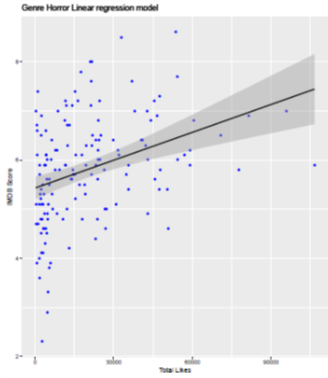 Genre Horror Linear regression model
8
6
4
2
IMDB Score
0
30000
60000
90000
Total Likes